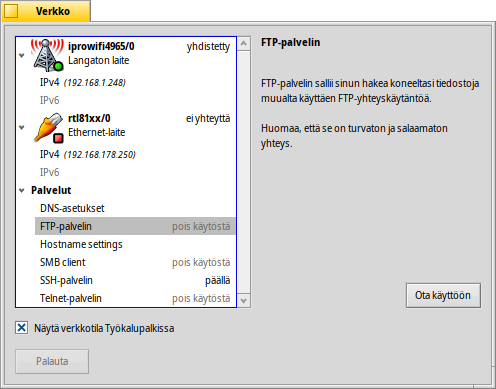 Verkko
iprowifi4965/0 yhdistetty
Langaton laite
IPv4 (192.168.1.248)
IPv6
rtl81xx/0 ei yhteyttä
Ethernet-laite
IPv4 (192.168.178.250)
IPv6
Palvelut
DNS-asetukset
FTP-palvelin pois käytöstä
Hostname settings
SMB client pois käytöstä
SSH-palvelin päällä
Telnet-palvelin pois käytöstä
FTP-palvelin
FTP-palvelin sallii sinun hakea koneeltasi tiedostoja
muualta käyttäen FTP-yhteyskäytäntöä.
Huomaa, että se on turvaton ja salaamaton
yhteys.
Ota käyttöön
Näytä verkkotila Työkalupalkissa
Palauta